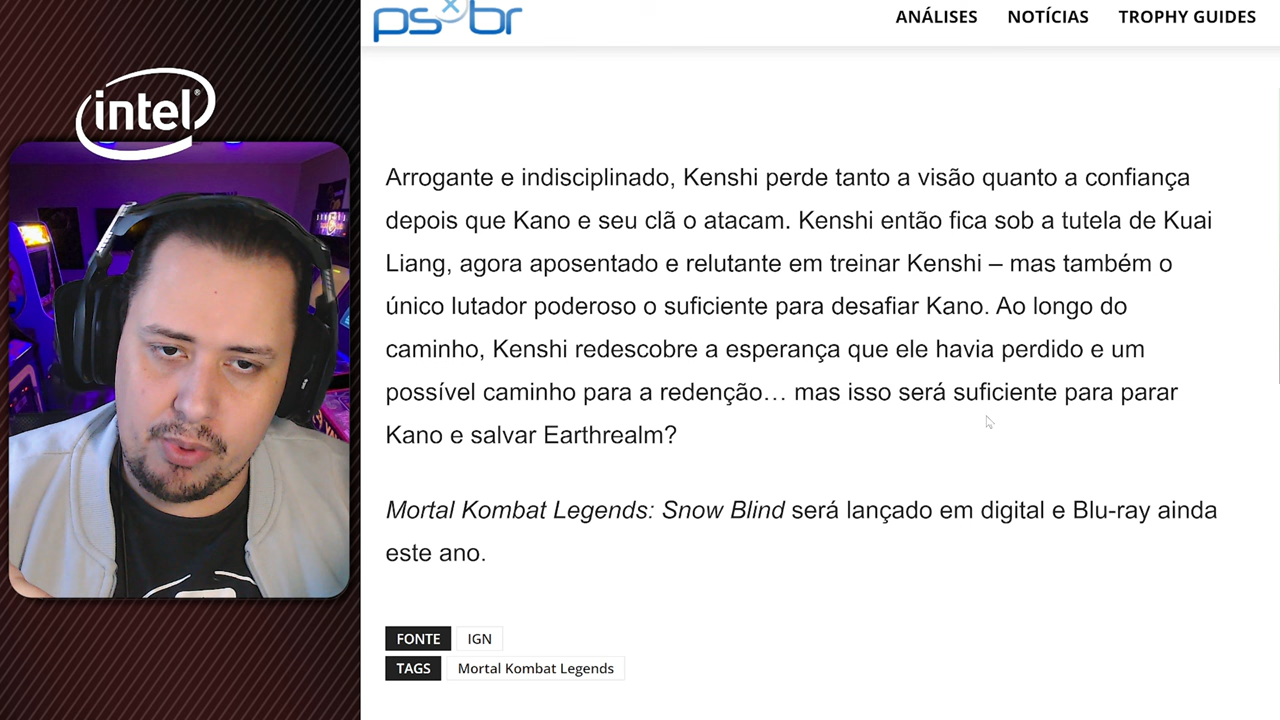 psxbr
ANÁLISES NOTÍCIAS TROPHY GUIDES
intel
Arrogante e indisciplinado, Kenshi perde tanto a visão quanto a confiança
depois que Kano e seu clã o atacam. Kenshi então fica sob a tutela de Kuai
Liang, agora aposentado e relutante em treinar Kenshi – mas também o
único lutador poderoso o suficiente para desafiar Kano. Ao longo do
caminho, Kenshi redescobre a esperança que ele havia perdido e um
possível caminho para a redenção… mas isso será suficiente para parar
Kano e salvar Earthrealm?
Mortal Kombat Legends: Snow Blind será lançado em digital e Blu-ray ainda
este ano.
FONTE IGN
TAGS Mortal Kombat Legends